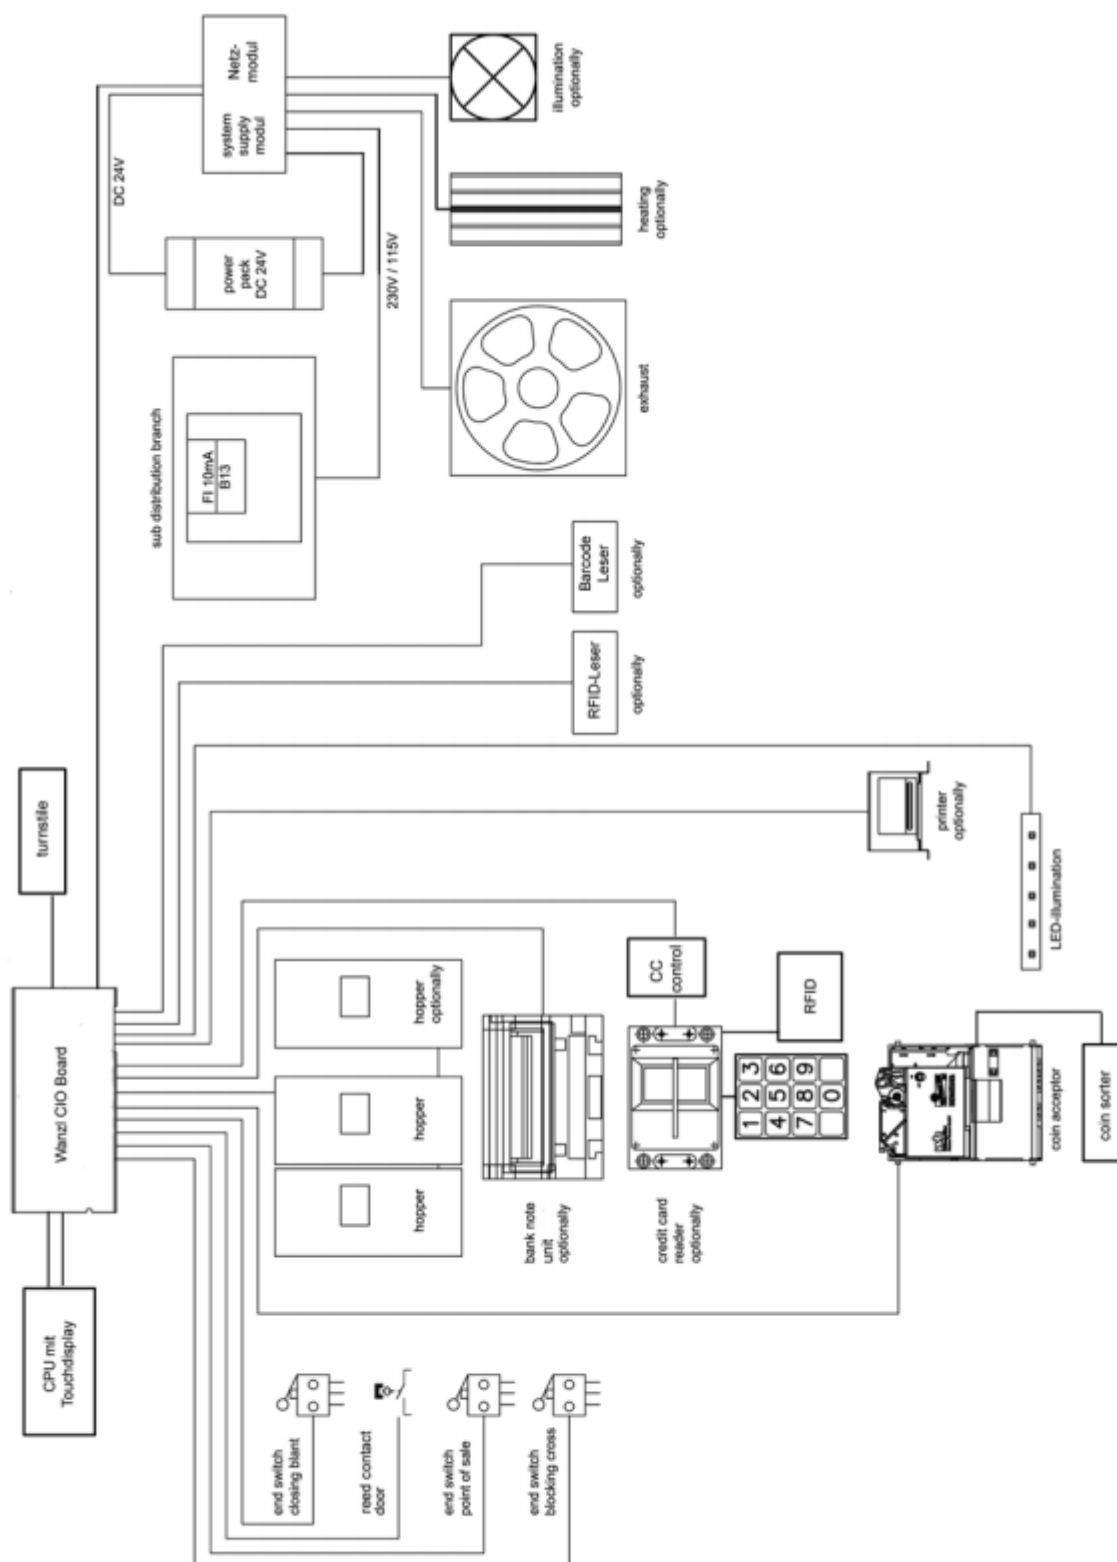 CPU mit
Touchdisplay
Wanzl CIO Board
turnstile
DC 24V
Netz-
modul
system
supply
modul
power
pack
DC 24V
230V / 115V
sub distribution branch
FI 10mA
B13
illumination
optionally
heating
optionally
exhaust
Barcode
Leser
optionally
RFID-Leser
optionally
printer
optionally
LED-illumination
hopper
hopper
hopper
optionally
bank note
unit
optionally
credit card
reader
optionally
CC
control
RFID
1 2 3
4 5 6
7 8 9
0
coin acceptor
coin sorter
end switch
closing blant
reed contact
door
end switch
point of sale
end switch
blocking cross